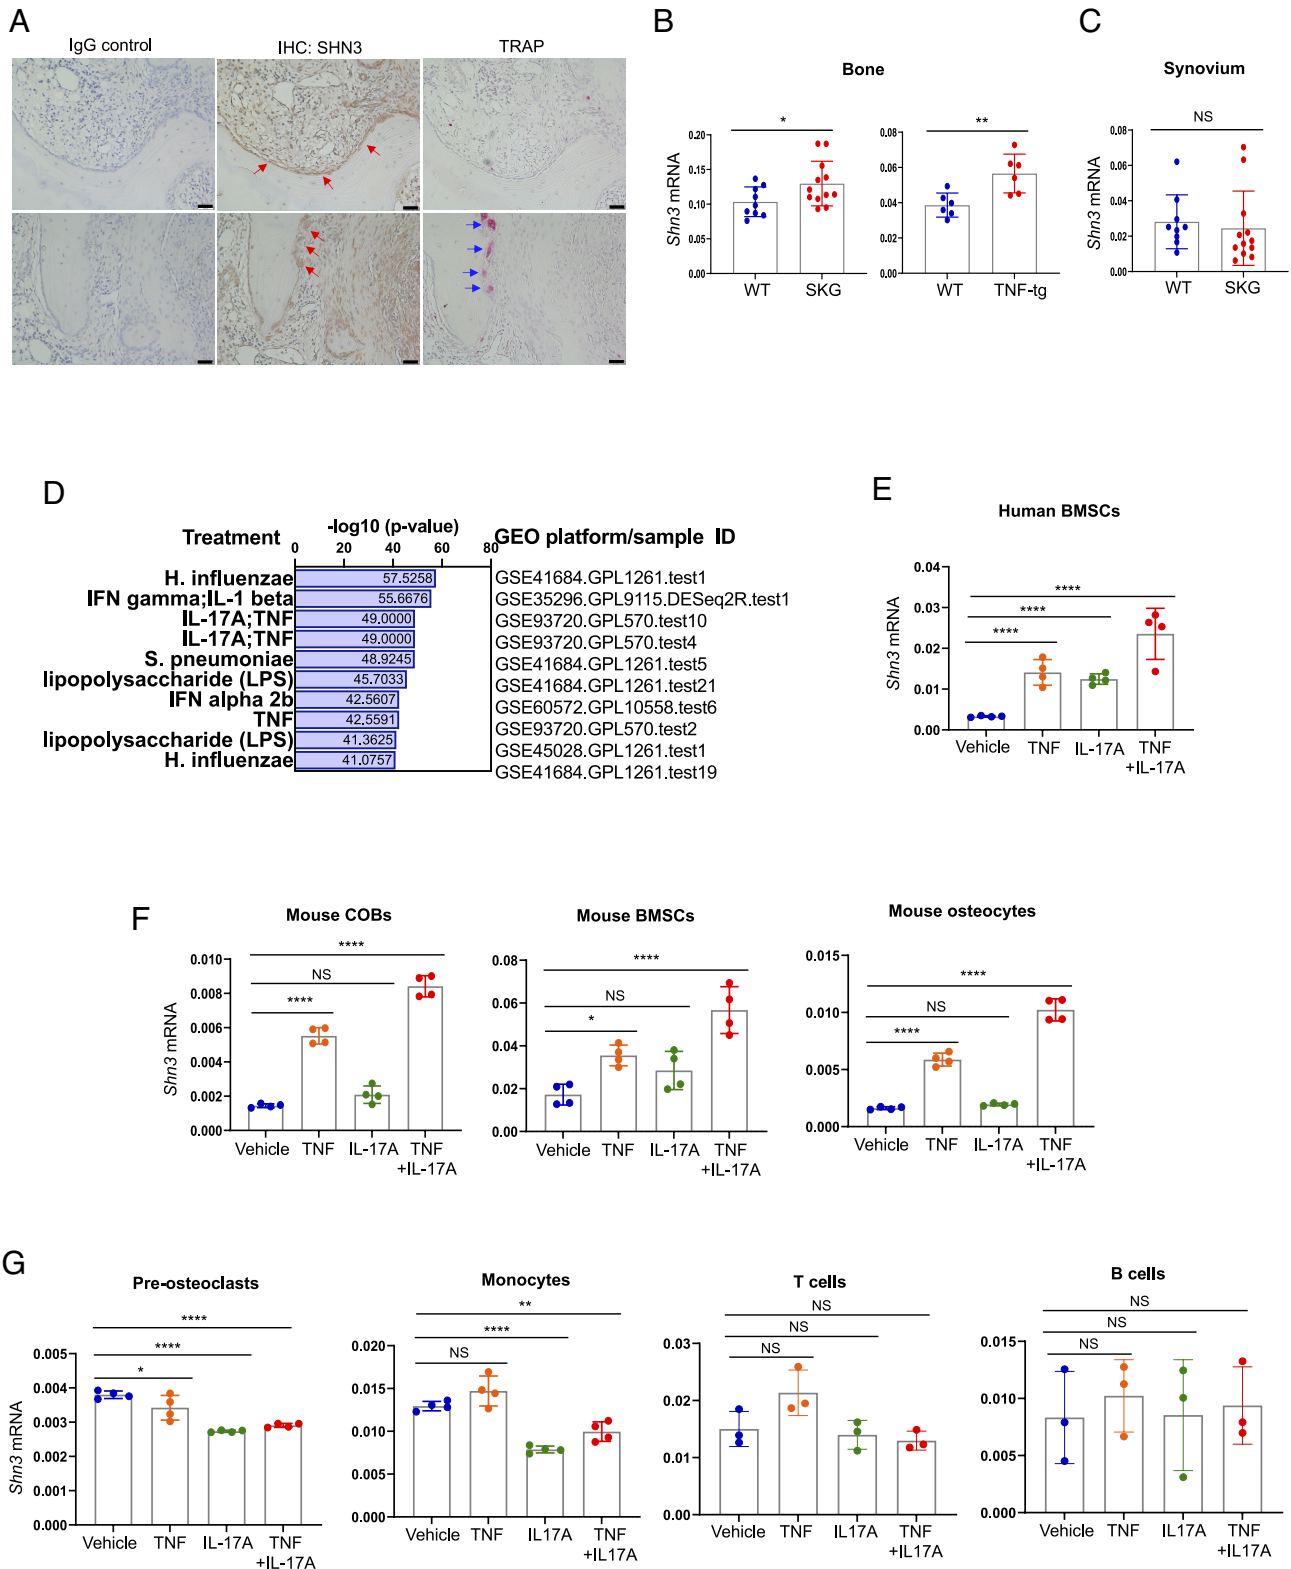 A
IgG control
IHC: SHN3
TRAP
B
Bone
Shn3 mRNA
0.20
0.15
0.10
0.05
0.00
*
WT
SKG
0.08
0.06
0.04
0.02
0.00
**
WT
TNF-tg
C
Synovium
NS
Shn3 mRNA
0.08
0.06
0.04
0.02
0.00
WT
SKG
D
-log10 (p-value)
Treatment
GEO platform/sample ID
0 20 40 60 80
H. influenzae 57.5258 GSE41684.GPL1261.test1
IFN gamma;IL-1 beta 55.6676 GSE35296.GPL9115.DESeq2R.test1
IL-17A;TNF 49.0000 GSE93720.GPL570.test10
IL-17A;TNF 49.0000 GSE93720.GPL570.test4
S. pneumoniae 48.9245 GSE41684.GPL1261.test5
lipopolysaccharide (LPS) 45.7033 GSE41684.GPL1261.test21
IFN alpha 2b 42.5607 GSE60572.GPL10558.test6
TNF 42.5591 GSE93720.GPL570.test2
lipopolysaccharide (LPS) 41.3625 GSE45028.GPL1261.test1
H. influenzae 41.0757 GSE41684.GPL1261.test19
E
Human BMSCs
Shn3 mRNA
0.04
0.03
0.02
0.01
0.00
****
****
****
Vehicle
TNF
IL-17A
TNF
+IL-17A
F
Mouse COBs
Shn3 mRNA
0.010
0.008
0.006
0.004
0.002
0.000
****
NS
****
Vehicle
TNF
IL-17A
TNF
+IL-17A
Mouse BMSCs
0.08
0.06
0.04
0.02
0.00
****
NS
*
Vehicle
TNF
IL-17A
TNF
+IL-17A
Mouse osteocytes
0.015
0.010
0.005
0.000
****
NS
****
Vehicle
TNF
IL-17A
TNF
+IL-17A
G
Pre-osteoclasts
Shn3 mRNA
0.005
0.004
0.003
0.002
0.001
0.000
****
****
*
Vehicle
TNF
IL-17A
TNF
+IL-17A
Monocytes
0.020
0.015
0.010
0.005
0.000
**
****
NS
Vehicle
TNF
IL17A
TNF
+IL17A
T cells
0.03
0.02
0.01
0.00
NS
NS
NS
Vehicle
TNF
IL17A
TNF
+IL17A
B cells
0.015
0.010
0.005
0.000
NS
NS
NS
Vehicle
TNF
IL17A
TNF
+IL17A